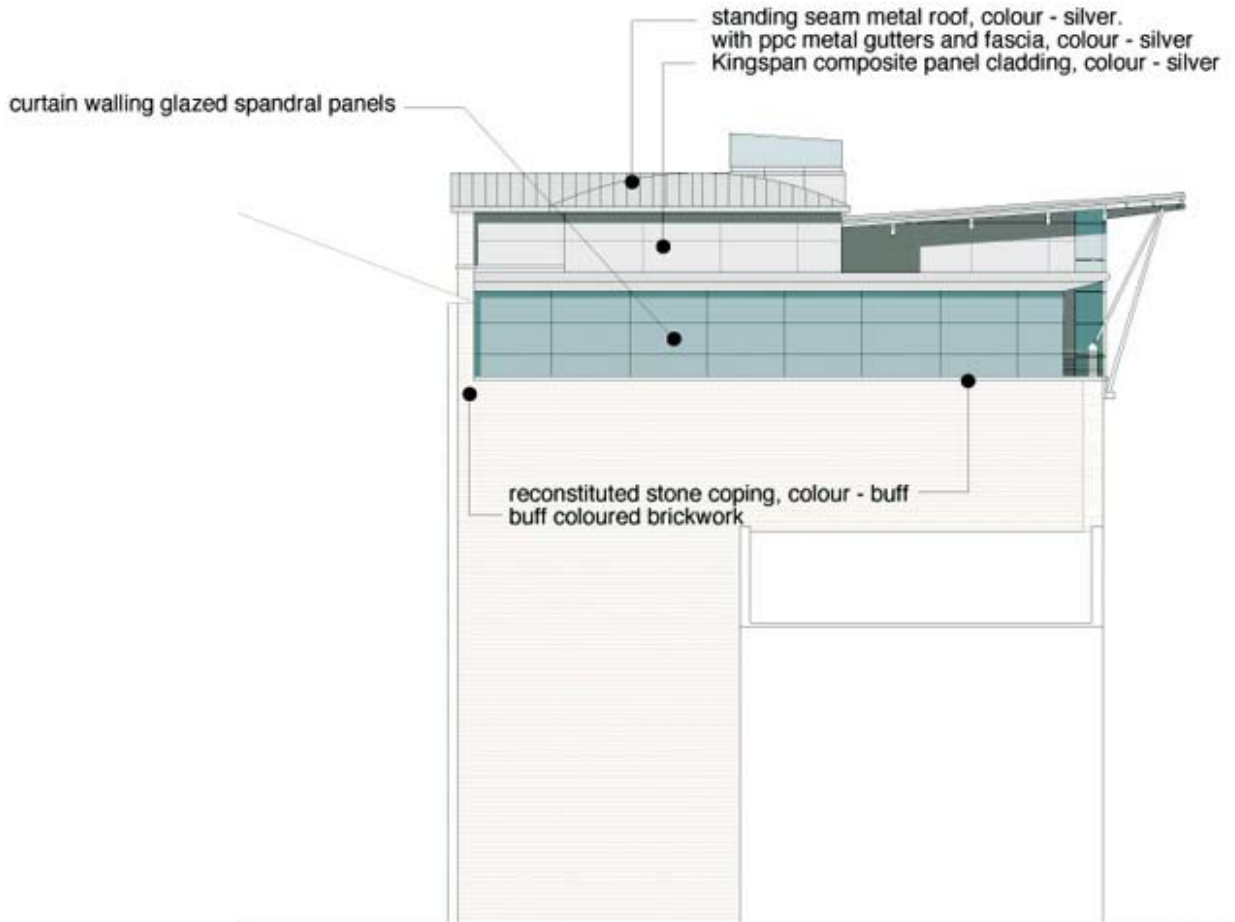 standing seam metal roof, colour - silver.
with ppc metal gutters and fascia, colour - silver
Kingspan composite panel cladding, colour - silver
curtain walling glazed spandral panels
reconstituted stone coping, colour - buff
buff coloured brickwork